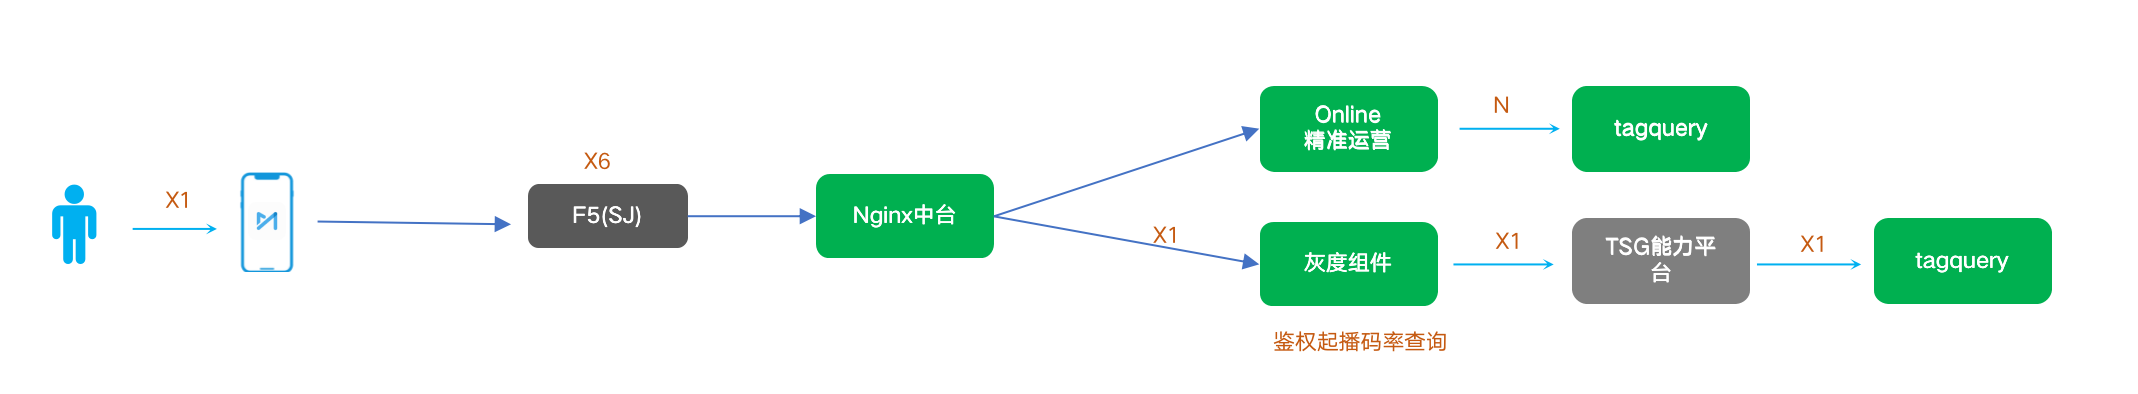 X1
X6
F5(SJ)
Nginx中台
X1
Online
精准运营
N
tagquery
灰度组件
鉴权起播码率查询
X1
TSG能力平
台
X1
tagquery